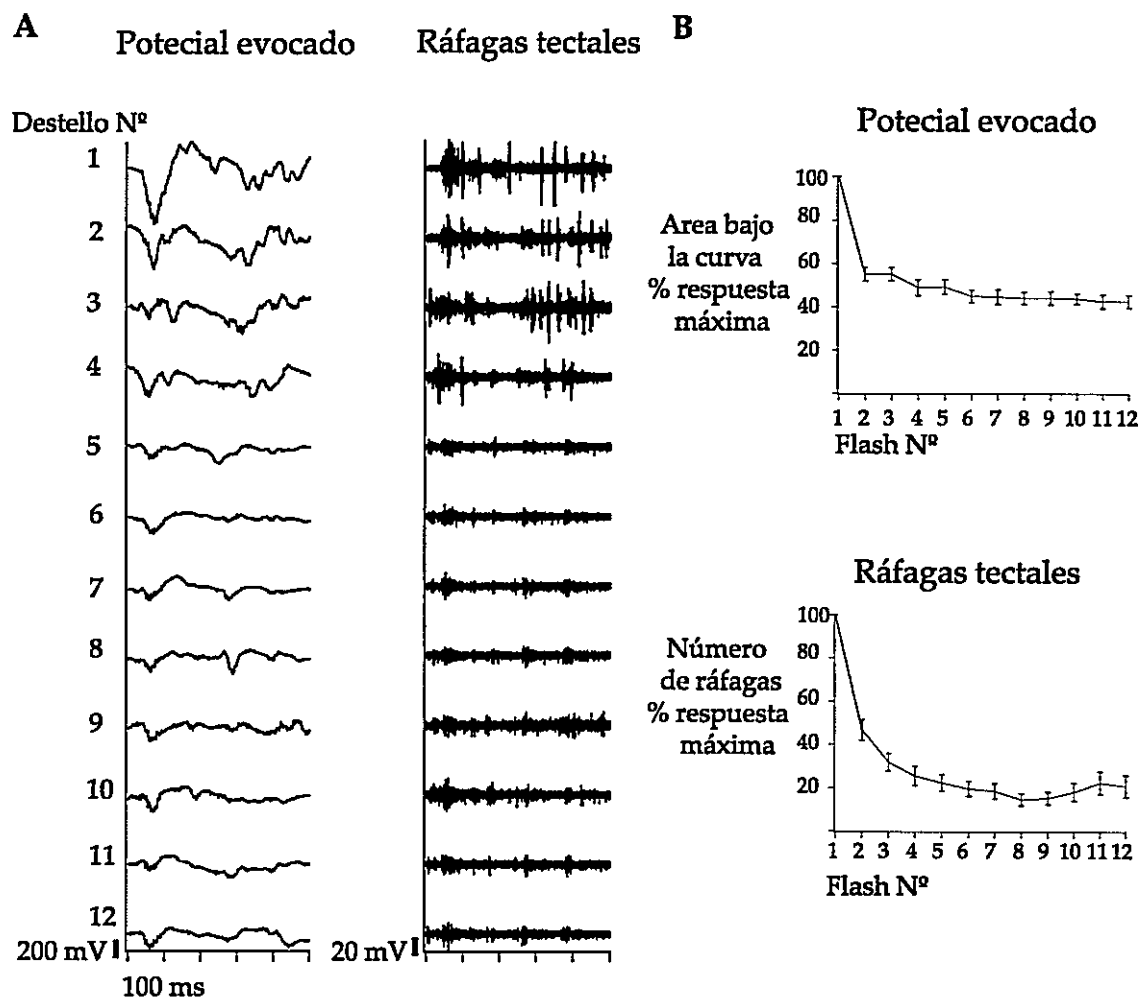 A
Potecial evocado
Ráfagas tectales
Destello Nº
1
2
3
4
5
6
7
8
9
10
11
12
200 mV
20 mV
100 ms
B
Potecial evocado
Area bajo
la curva
% respuesta
máxima
100
80
60
40
20
1 2 3 4 5 6 7 8 9 10 11 12
Flash Nº
Ráfagas tectales
Número
de ráfagas
% respuesta
máxima
100
80
60
40
20
1 2 3 4 5 6 7 8 9 10 11 12
Flash Nº